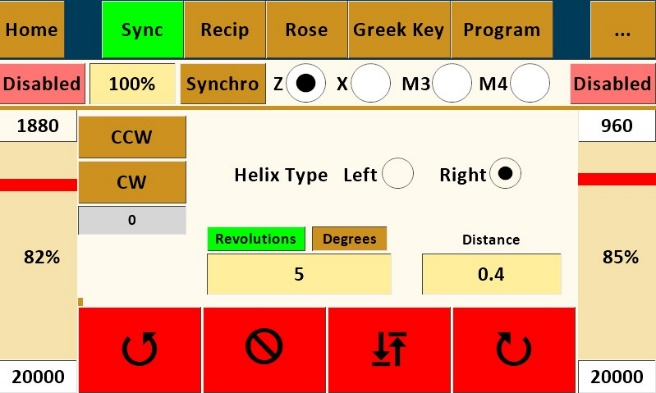 Home Sync Recip Rose Greek Key Program ...
Disabled 100% Synchro Z X M3 M4 Disabled
1880 CCW 960
CW
Helix Type Left Right
0
Revolutions Degrees Distance
82% 5 0.4 85%
20000 20000